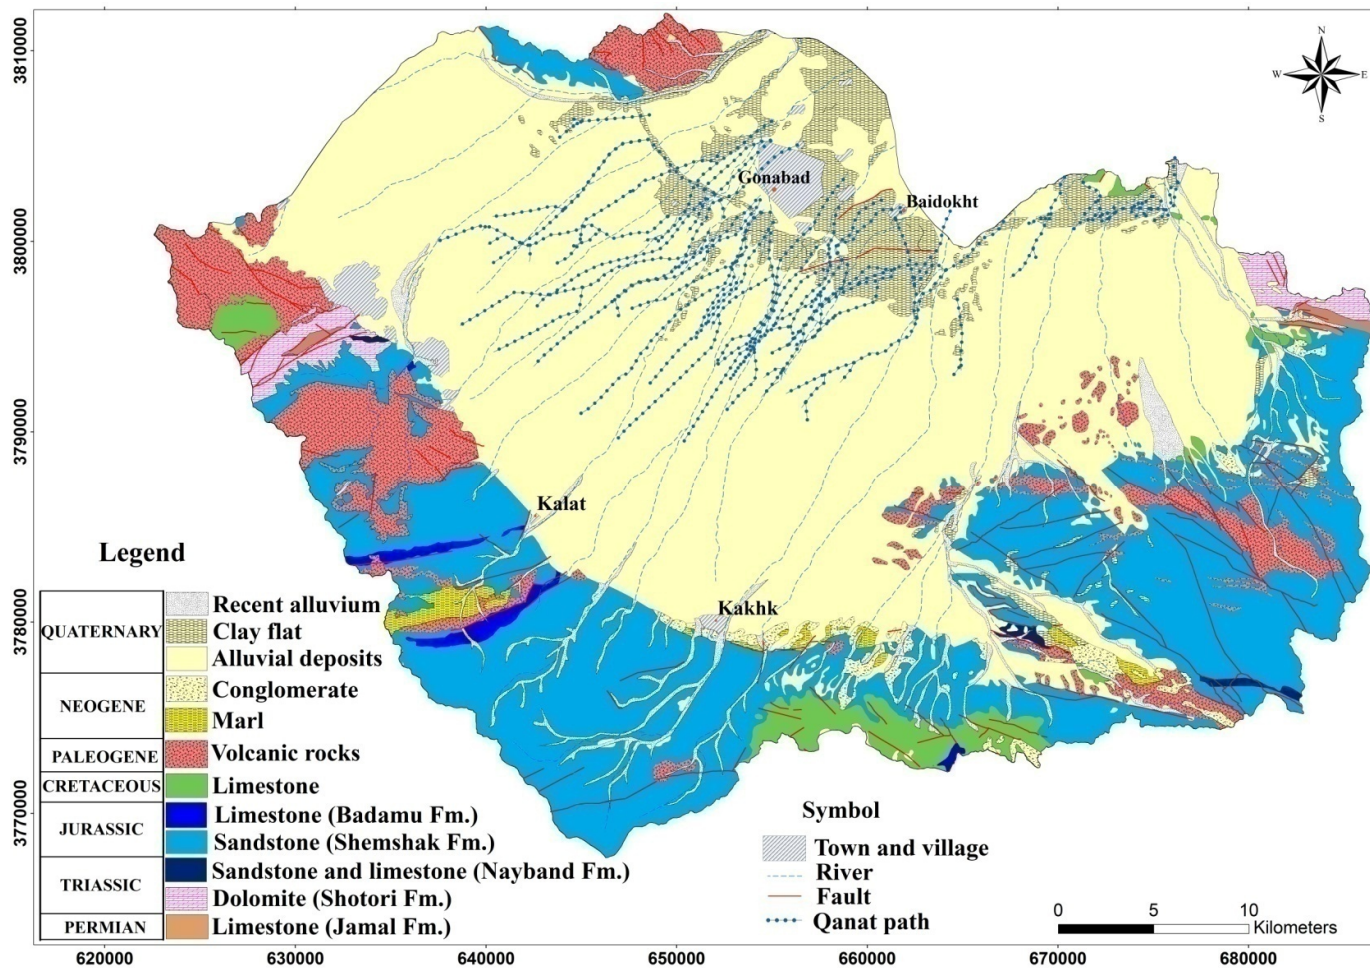 3810000
3800000
3790000
3780000
3770000
N
W E
S
Gonabad
Baidokht
Kalat
Kakhk
Legend
QUATERNARY
Recent alluvium
Clay flat
Alluvial deposits
NEOGENE
Conglomerate
Marl
PALEOGENE
Volcanic rocks
CRETACEOUS
Limestone
JURASSIC
Limestone (Badamu Fm.)
Sandstone (Shemshak Fm.)
TRIASSIC
Sandstone and limestone (Nayband Fm.)
Dolomite (Shotori Fm.)
PERMIAN
Limestone (Jamal Fm.)
Symbol
Town and village
River
Fault
Qanat path
0 5 10
Kilometers
620000 630000 640000 650000 660000 670000 680000